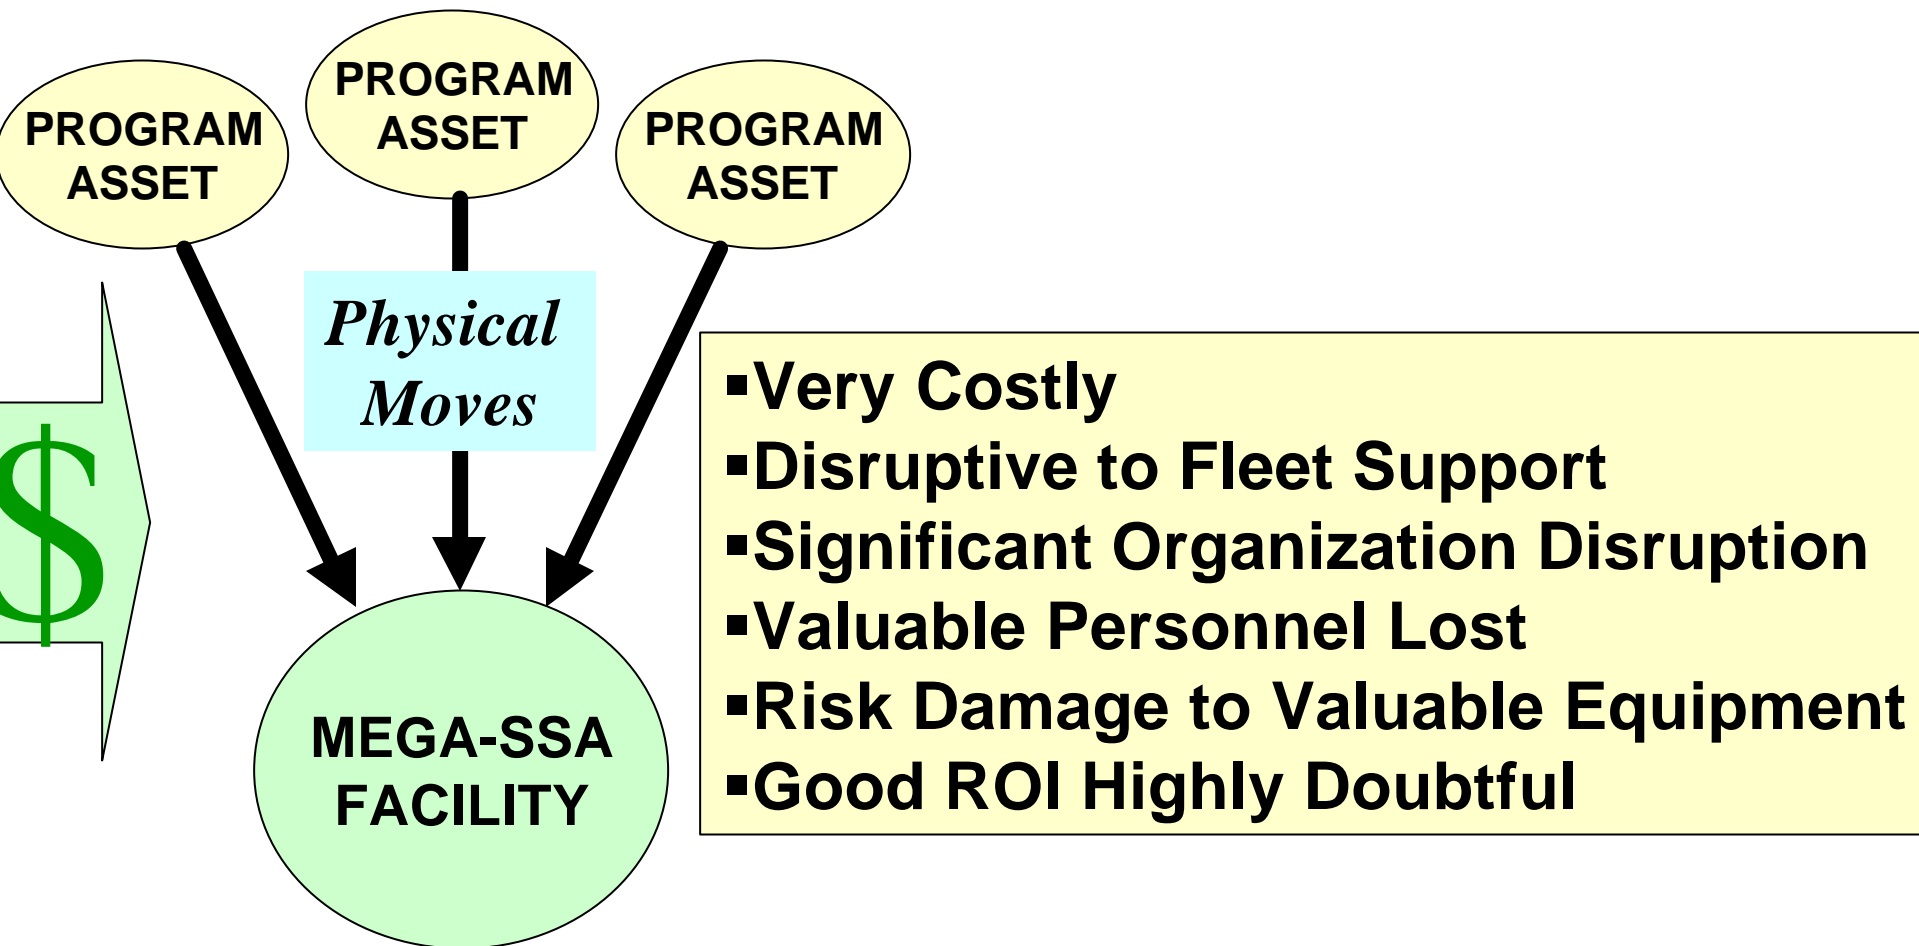 PROGRAM
ASSET
PROGRAM
ASSET
PROGRAM
ASSET
Physical
Moves
$
▪Very Costly
▪Disruptive to Fleet Support
▪Significant Organization Disruption
▪Valuable Personnel Lost
▪Risk Damage to Valuable Equipment
▪Good ROI Highly Doubtful
MEGA-SSA
FACILITY